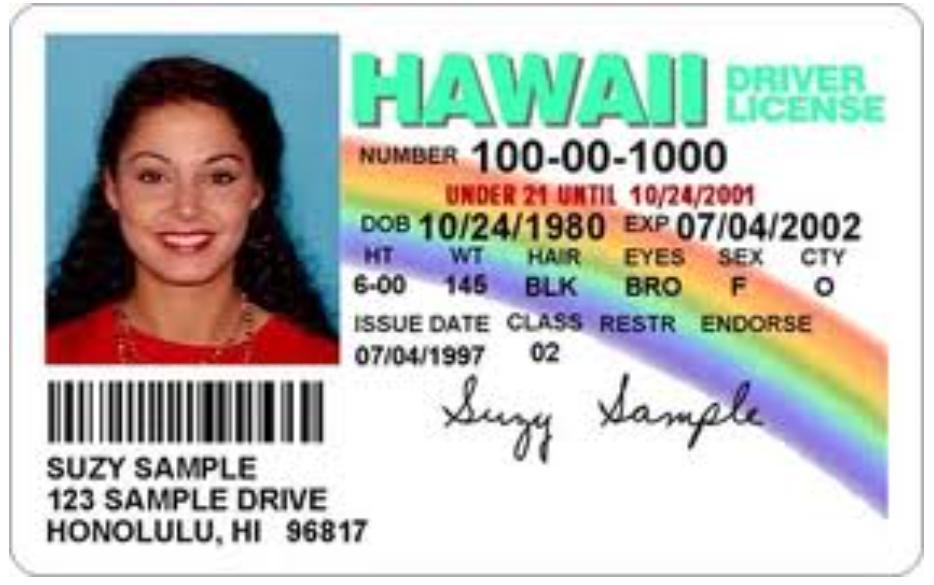 HAWAII DRIVER LICENSE
NUMBER 100-00-1000
UNDER 21 UNTIL 10/24/2001
DOB 10/24/1980 EXP 07/04/2002
HT WT HAIR EYES SEX CTY
6-00 145 BLK BRO F O
ISSUE DATE CLASS RESTR ENDORSE
07/04/1997 02
Suzy Sample
SUZY SAMPLE
123 SAMPLE DRIVE
HONOLULU, HI 96817